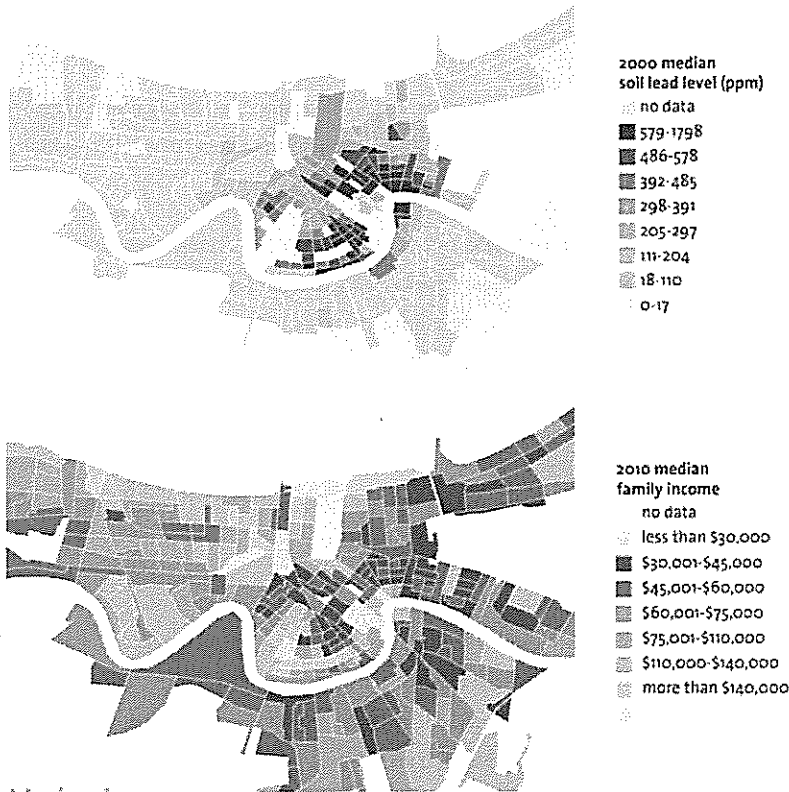 2000 median
soil lead level (ppm)
no data
579-1798
486-578
392-485
298-391
205-297
111-204
18-110
0-17
2010 median
family income
no data
less than $30,000
$30,001-$45,000
$45,001-$60,000
$60,001-$75,000
$75,001-$110,000
$110,000-$140,000
more than $140,000